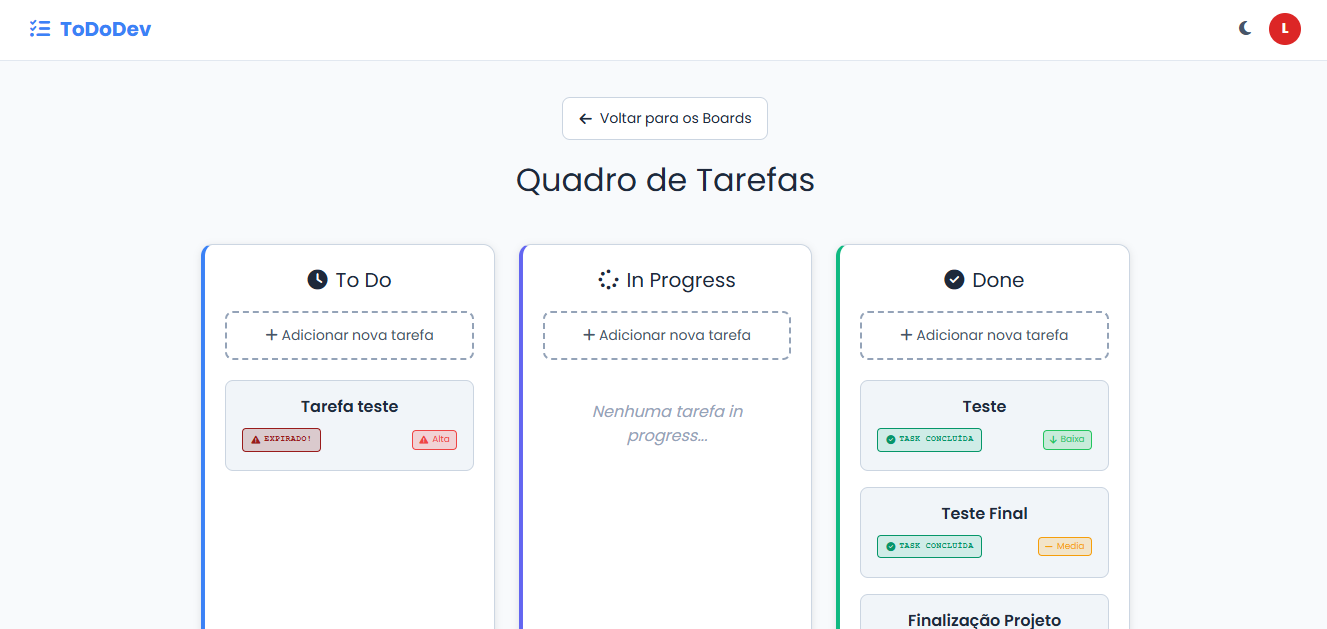 ToDoDev
L
Voltar para os Boards
Quadro de Tarefas
To Do
Adicionar nova tarefa
Tarefa teste
EXPIRADO!
Alta
In Progress
Adicionar nova tarefa
Nenhuma tarefa in
progress...
Done
Adicionar nova tarefa
Teste
TASK CONCLUÍDA
Baixa
Teste Final
TASK CONCLUÍDA
Media
Finalização Projeto